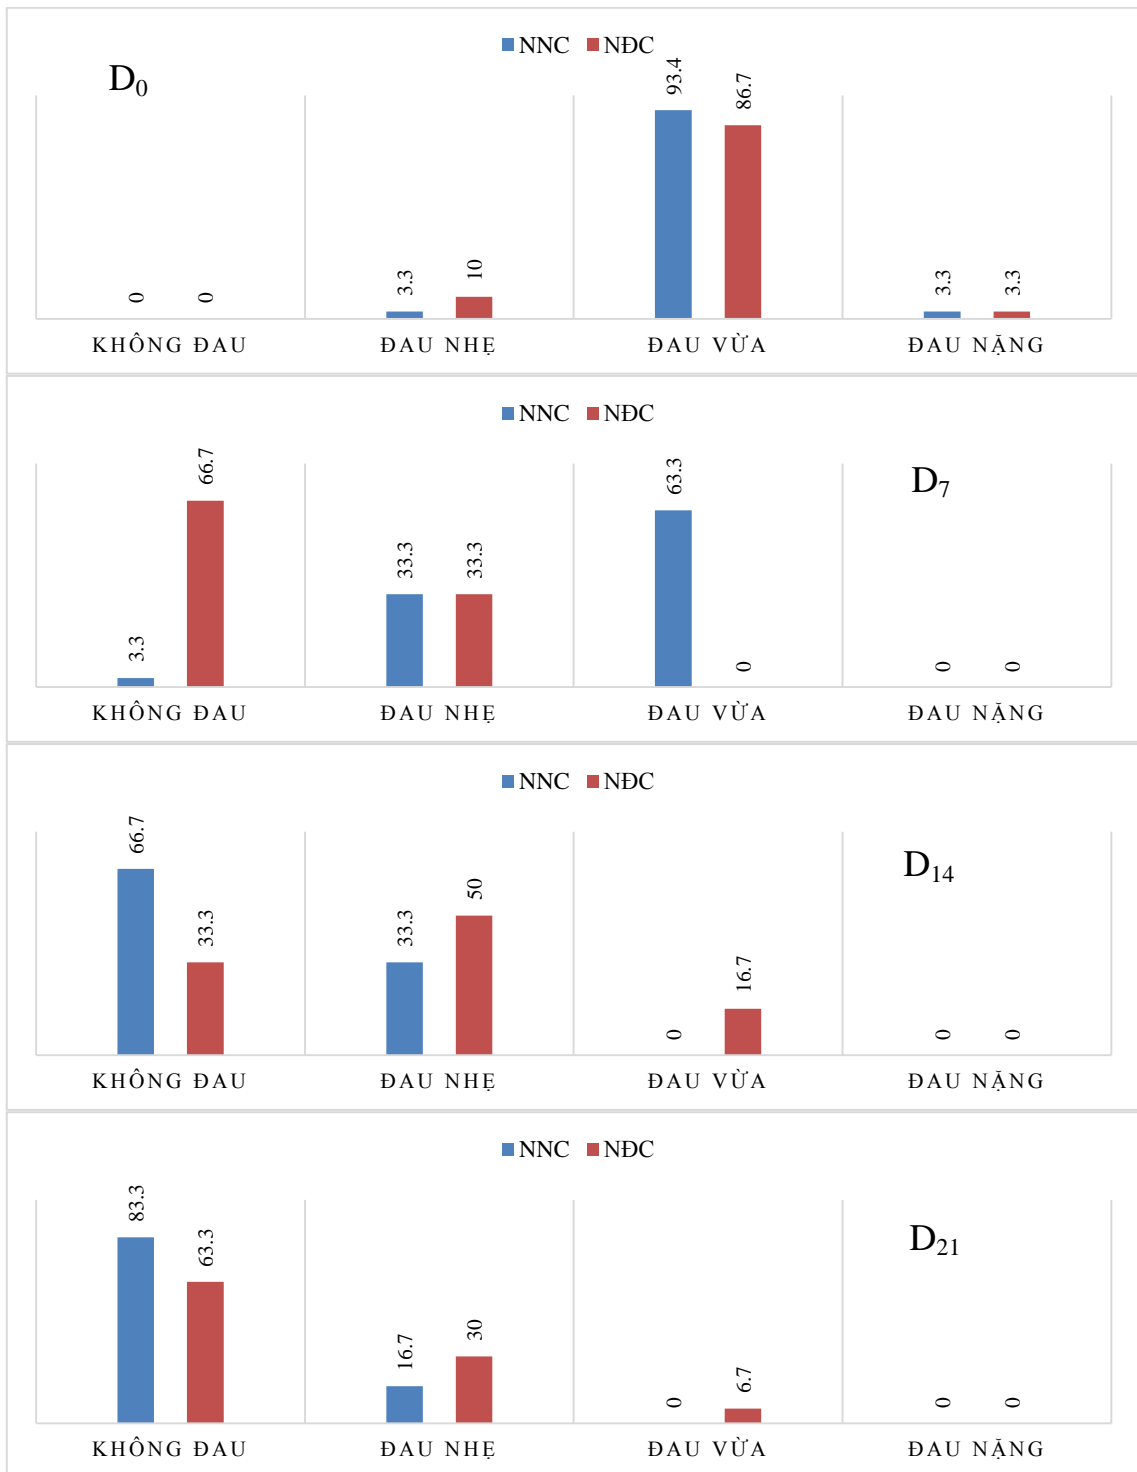 NNC NĐC
D0
0 0 3.3 10 93.4 86.7 3.3 3.3
KHÔNG ĐAU ĐAU NHẸ ĐAU VỪA ĐAU NẶNG
NNC NĐC
D7
3.3 66.7 33.3 33.3 63.3 0 0 0
KHÔNG ĐAU ĐAU NHẸ ĐAU VỪA ĐAU NẶNG
NNC NĐC
D14
66.7 33.3 33.3 50 0 16.7 0 0
KHÔNG ĐAU ĐAU NHẸ ĐAU VỪA ĐAU NẶNG
NNC NĐC
D21
83.3 63.3 16.7 30 0 6.7 0 0
KHÔNG ĐAU ĐAU NHẸ ĐAU VỪA ĐAU NẶNG